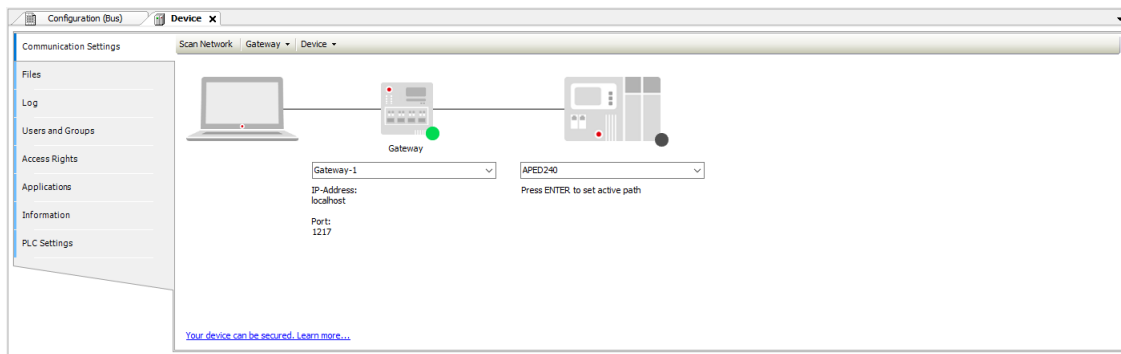 Configuration (Bus)
Device
Communication Settings
Scan Network
Gateway
Device
Files
Log
Users and Groups
Access Rights
Applications
Information
PLC Settings
Gateway
Gateway-1
APED240
IP-Address:
localhost
Press ENTER to set active path
Port:
1217
Your device can be secured. Learn more...